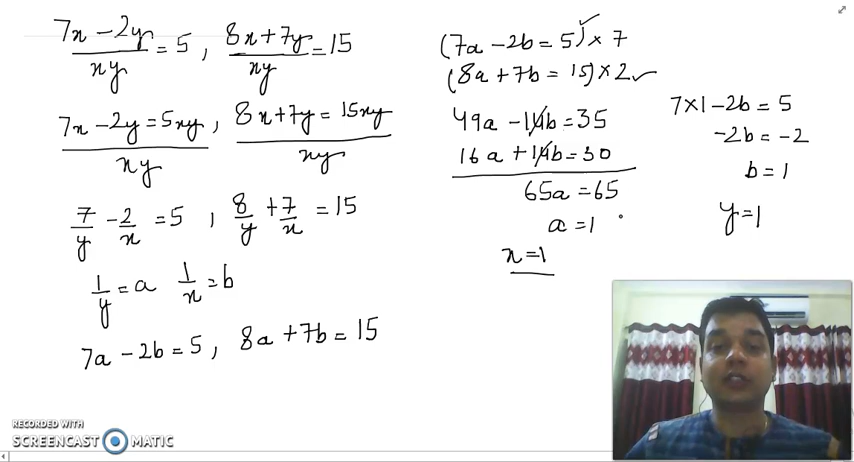 (7x - 2y)/xy = 5 , (8x + 7y)/xy = 15
(7x - 2y = 5xy)/xy , (8x + 7y = 15xy)/xy
7/y - 2/x = 5 , 8/y + 7/x = 15
1/y = a 1/x = b
7a - 2b = 5 , 8a + 7b = 15
(7a - 2b = 5) × 7
(8a + 7b = 15) × 2
49a - 14b = 35
16a + 14b = 30
65a = 65
a = 1
x = 1
7 × 1 - 2b = 5
-2b = -2
b = 1
y = 1
RECORDED WITH
SCREENCAST MATIC